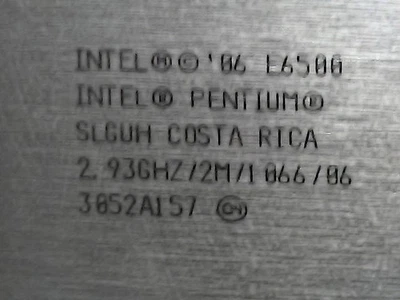 INTEL®©'06 E6500
INTEL® PENTIUM®
SLGUH COSTA RICA
2.93GHZ/2M/1066/06
3052A157 e4